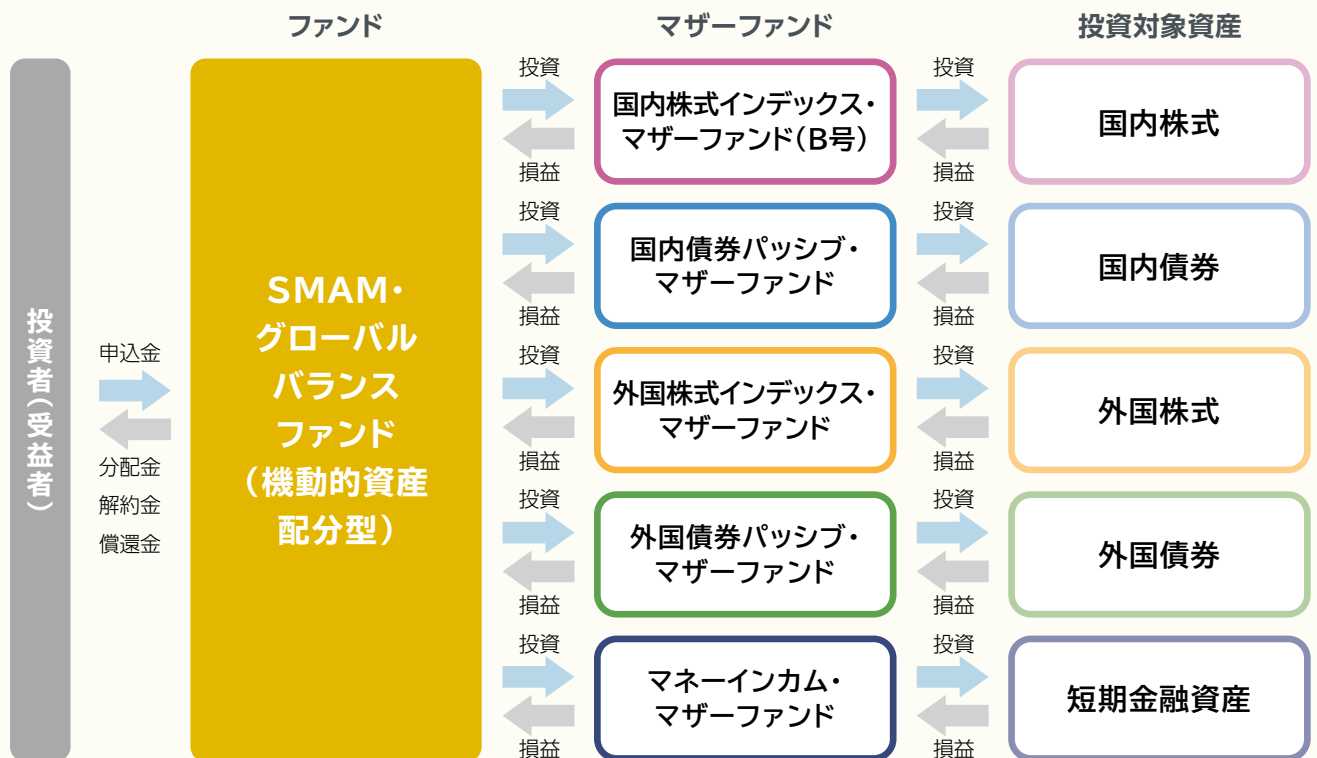 ファンド
マザーファンド
投資対象資産
投資者(受益者)
申込金
分配金
解約金
償還金
SMAM・
グローバル
バランス
ファンド
(機動的資産
配分型)
投資
損益
国内株式インデックス・
マザーファンド(B号)
投資
損益
国内株式
投資
損益
国内債券パッシブ・
マザーファンド
投資
損益
国内債券
投資
損益
外国株式インデックス・
マザーファンド
投資
損益
外国株式
投資
損益
外国債券パッシブ・
マザーファンド
投資
損益
外国債券
投資
損益
マネーインカム・
マザーファンド
投資
損益
短期金融資産